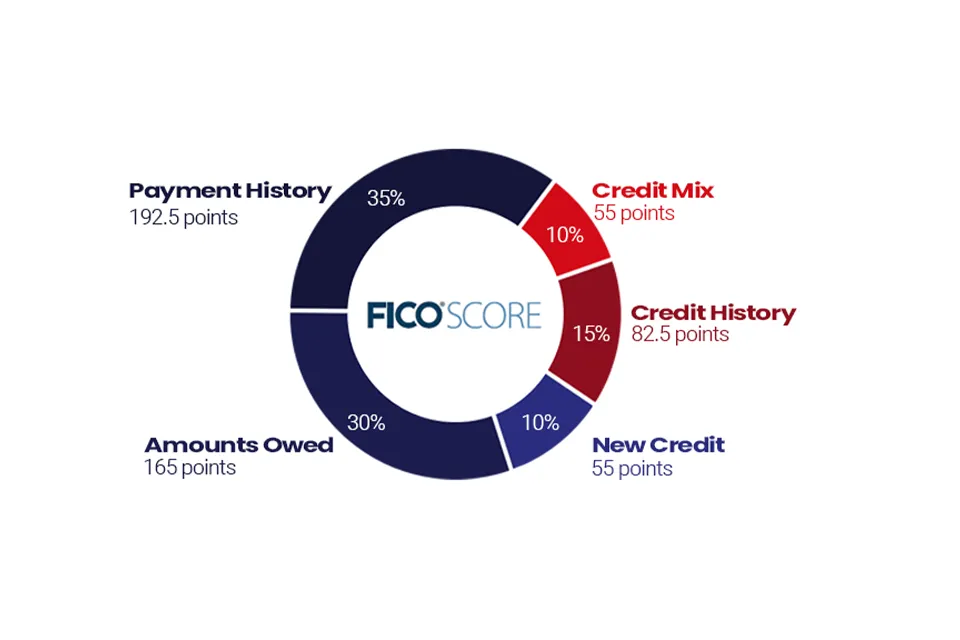 Payment History
192.5 points
35%
Credit Mix
55 points
10%
FICO® SCORE
Credit History
82.5 points
15%
Amounts Owed
165 points
30%
New Credit
55 points
10%